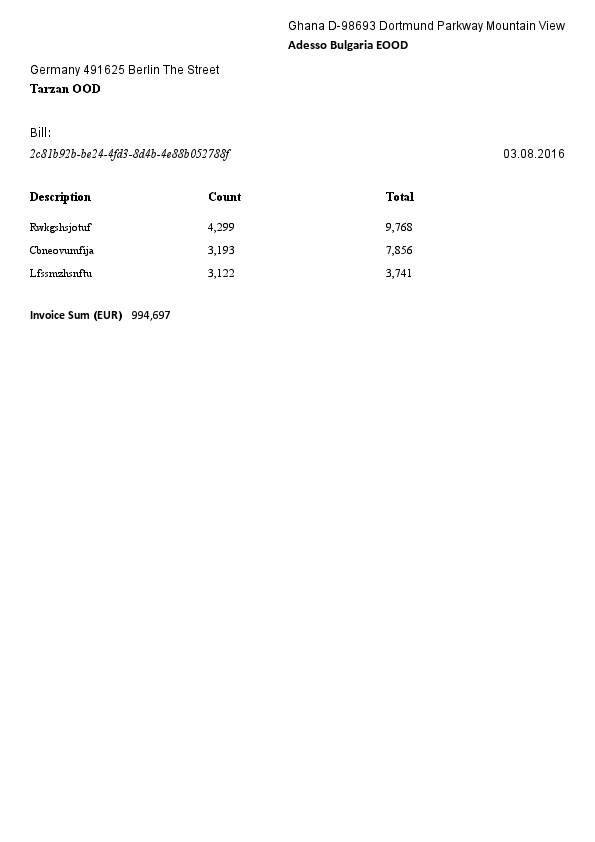 Ghana D-98693 Dortmund Parkway Mountain View
Adesso Bulgaria EOOD
Germany 491625 Berlin The Street
Tarzan OOD
Bill:
2c81b92b-be24-4fd3-8d4b-4e88b052788f 03.08.2016
Description Count Total
Rwkgshsjotuf 4,299 9,768
Cbneovumfija 3,193 7,856
Lfssmzhsnftu 3,122 3,741
Invoice Sum (EUR) 994,697